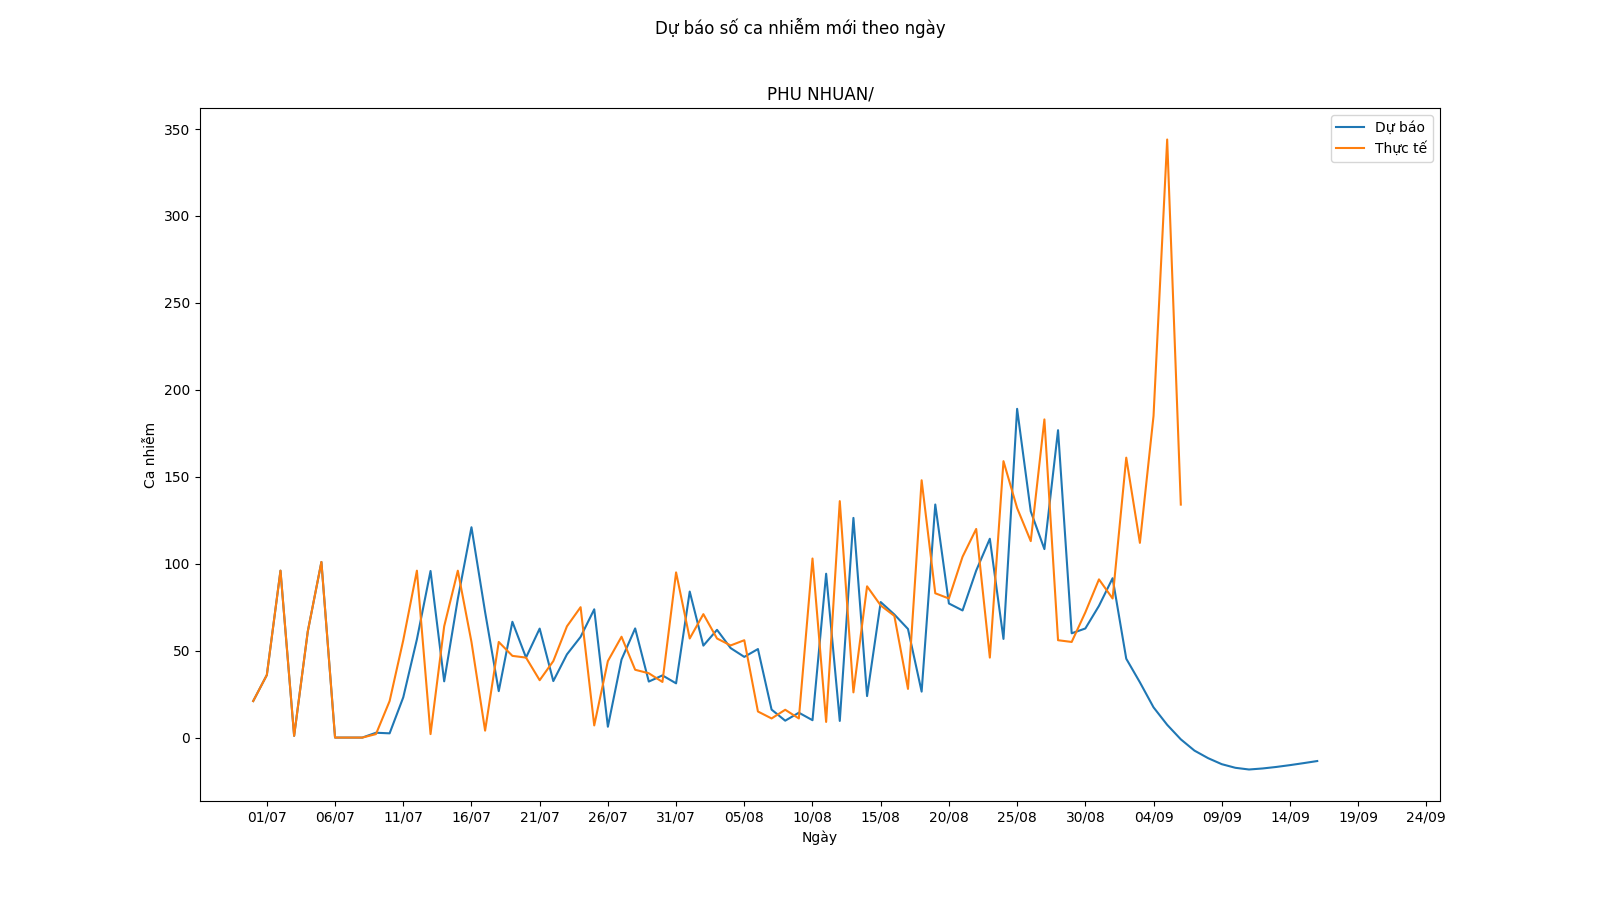 Dự báo số ca nhiễm mới theo ngày
PHU NHUAN/
Dự báo
Thực tế
350
300
250
200
150
100
50
0
Ca nhiễm
01/07 06/07 11/07 16/07 21/07 26/07 31/07 05/08 10/08 15/08 20/08 25/08 30/08 04/09 09/09 14/09 19/09 24/09
Ngày